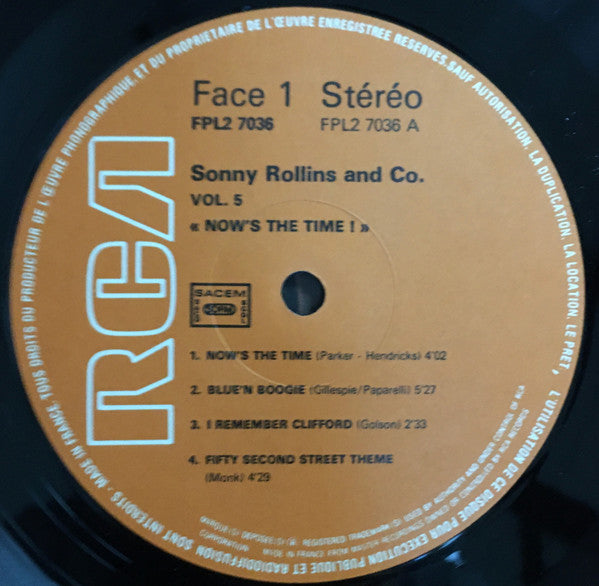 TOUS DROITS DU PRODUCTEUR DE L'ŒUVRE PHONOGRAPHIQUE, ET DU PROPRIETAIRE DE L'ŒUVRE ENREGISTREE RESERVES. SAUF AUTORISATION, LA DUPLICATION, LA LOCATION, LE PRET, L'UTILISATION DE CE DISQUE POUR EXECUTION PUBLIQUE ET RADIODIFFUSION SONT INTERDITS - MADE IN FRANCE.
RCA
Face 1 Stéréo
FPL2 7036 FPL2 7036 A
Sonny Rollins and Co.
VOL. 5
« NOW'S THE TIME ! »
SACEM
1. NOW'S THE TIME (Parker - Hendricks) 4'02
2. BLUE'N BOOGIE (Gillespie/Paparelli) 5'27
3. I REMEMBER CLIFFORD (Golson) 2'33
4. FIFTY SECOND STREET THEME
(Monk) 4'29